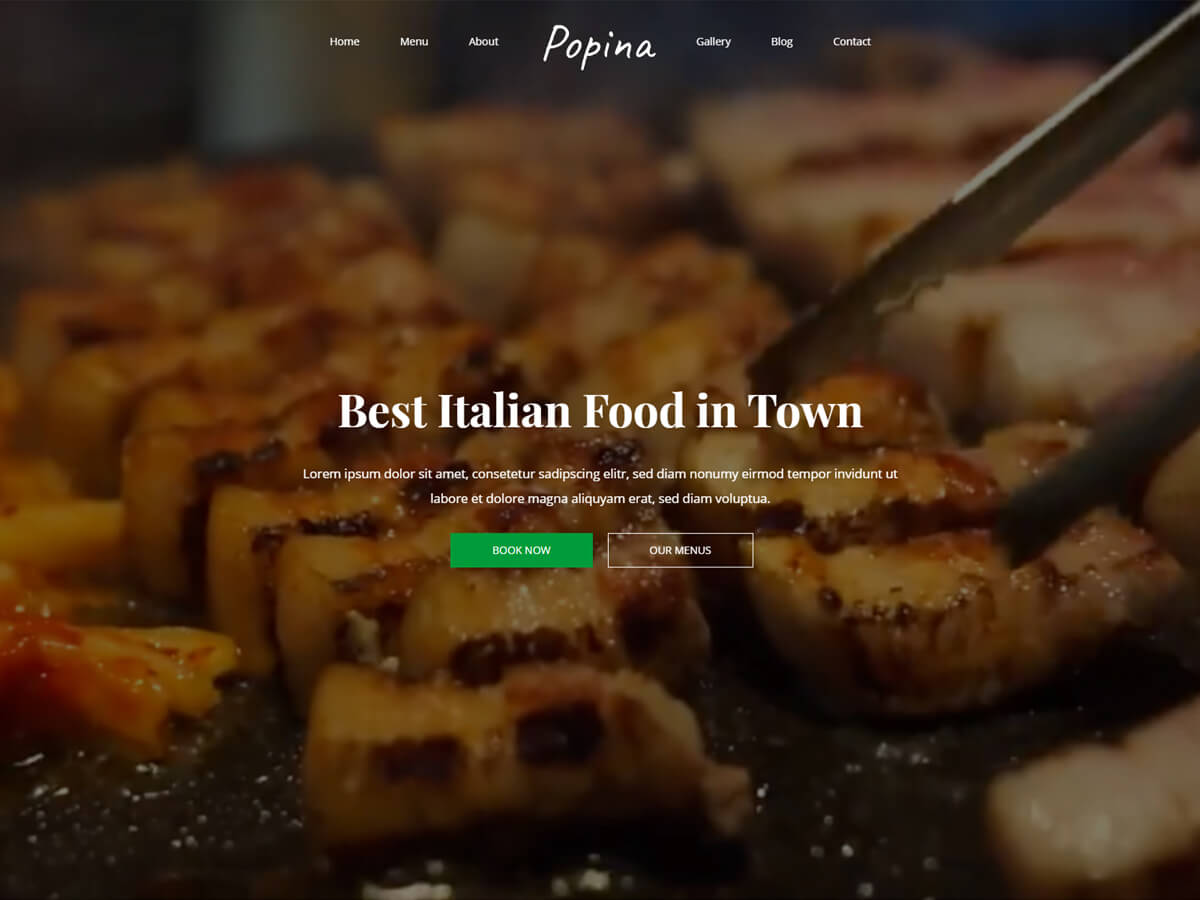 Home Menu About Popina Gallery Blog Contact
Best Italian Food in Town
Lorem ipsum dolor sit amet, consetetur sadipscing elitr, sed diam nonumy eirmod tempor invidunt ut
labore et dolore magna aliquyam erat, sed diam voluptua.
BOOK NOW OUR MENUS